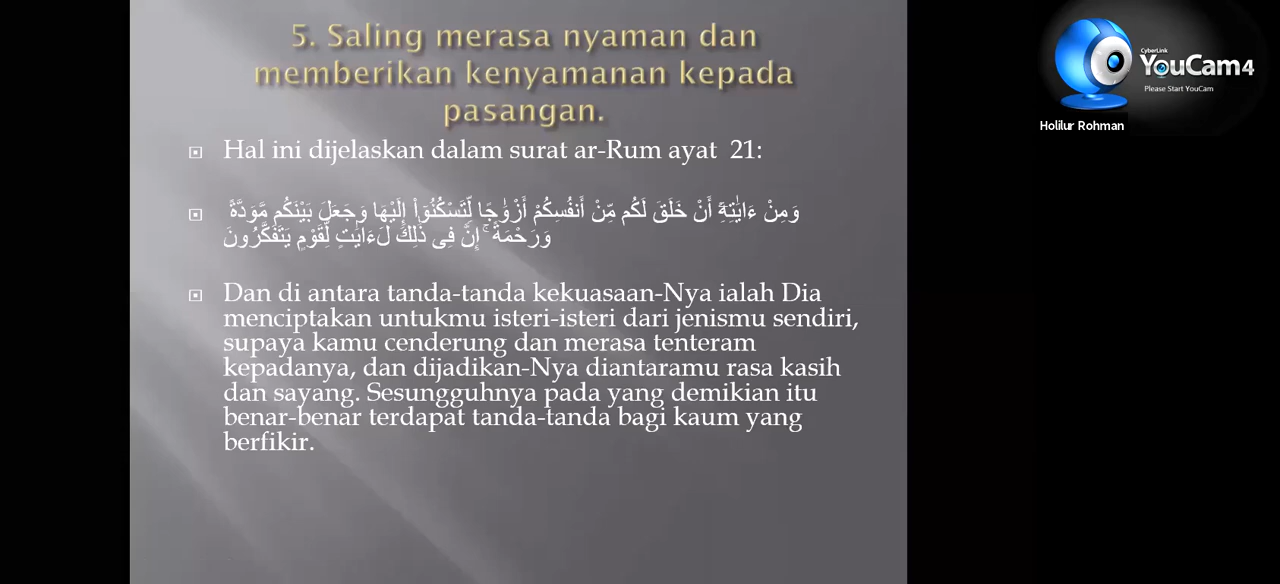 5. Saling merasa nyaman dan
memberikan kenyamanan kepada
pasangan.
Hal ini dijelaskan dalam surat ar-Rum ayat 21:
وَمِنْ ءَايَٰتِهِۦٓ أَنْ خَلَقَ لَكُم مِّنْ أَنفُسِكُمْ أَزْوَٰجًا لِّتَسْكُنُوٓا۟ إِلَيْهَا وَجَعَلَ بَيْنَكُم مَّوَدَّةً
وَرَحْمَةً ۚ إِنَّ فِى ذَٰلِكَ لَءَايَٰتٍ لِّقَوْمٍ يَتَفَكَّرُونَ
Dan di antara tanda-tanda kekuasaan-Nya ialah Dia
menciptakan untukmu isteri-isteri dari jenismu sendiri,
supaya kamu cenderung dan merasa tenteram
kepadanya, dan dijadikan-Nya diantaramu rasa kasih
dan sayang. Sesungguhnya pada yang demikian itu
benar-benar terdapat tanda-tanda bagi kaum yang
berfikir.
CyberLink
YouCam4
Please Start YouCam
Holilur Rohman